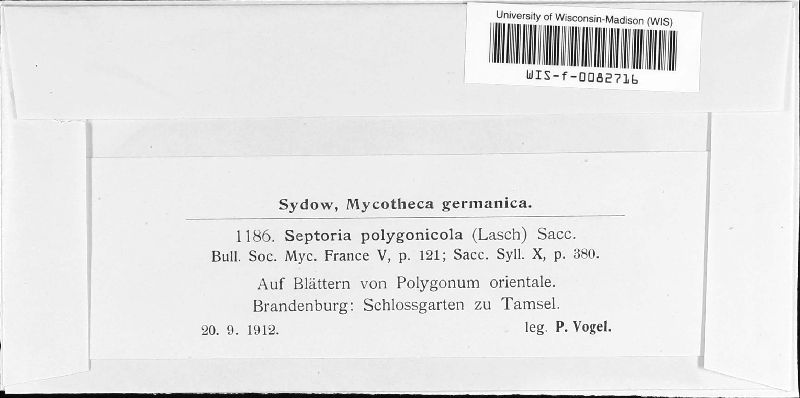 University of Wisconsin-Madison (WIS)
WIS-f-0082716
Sydow, Mycotheca germanica.
1186. Septoria polygonicola (Lasch) Sacc.
Bull. Soc. Myc. France V, p. 121; Sacc. Syll. X, p. 380.
Auf Blättern von Polygonum orientale.
Brandenburg: Schlossgarten zu Tamsel.
20. 9. 1912. leg. P. Vogel.